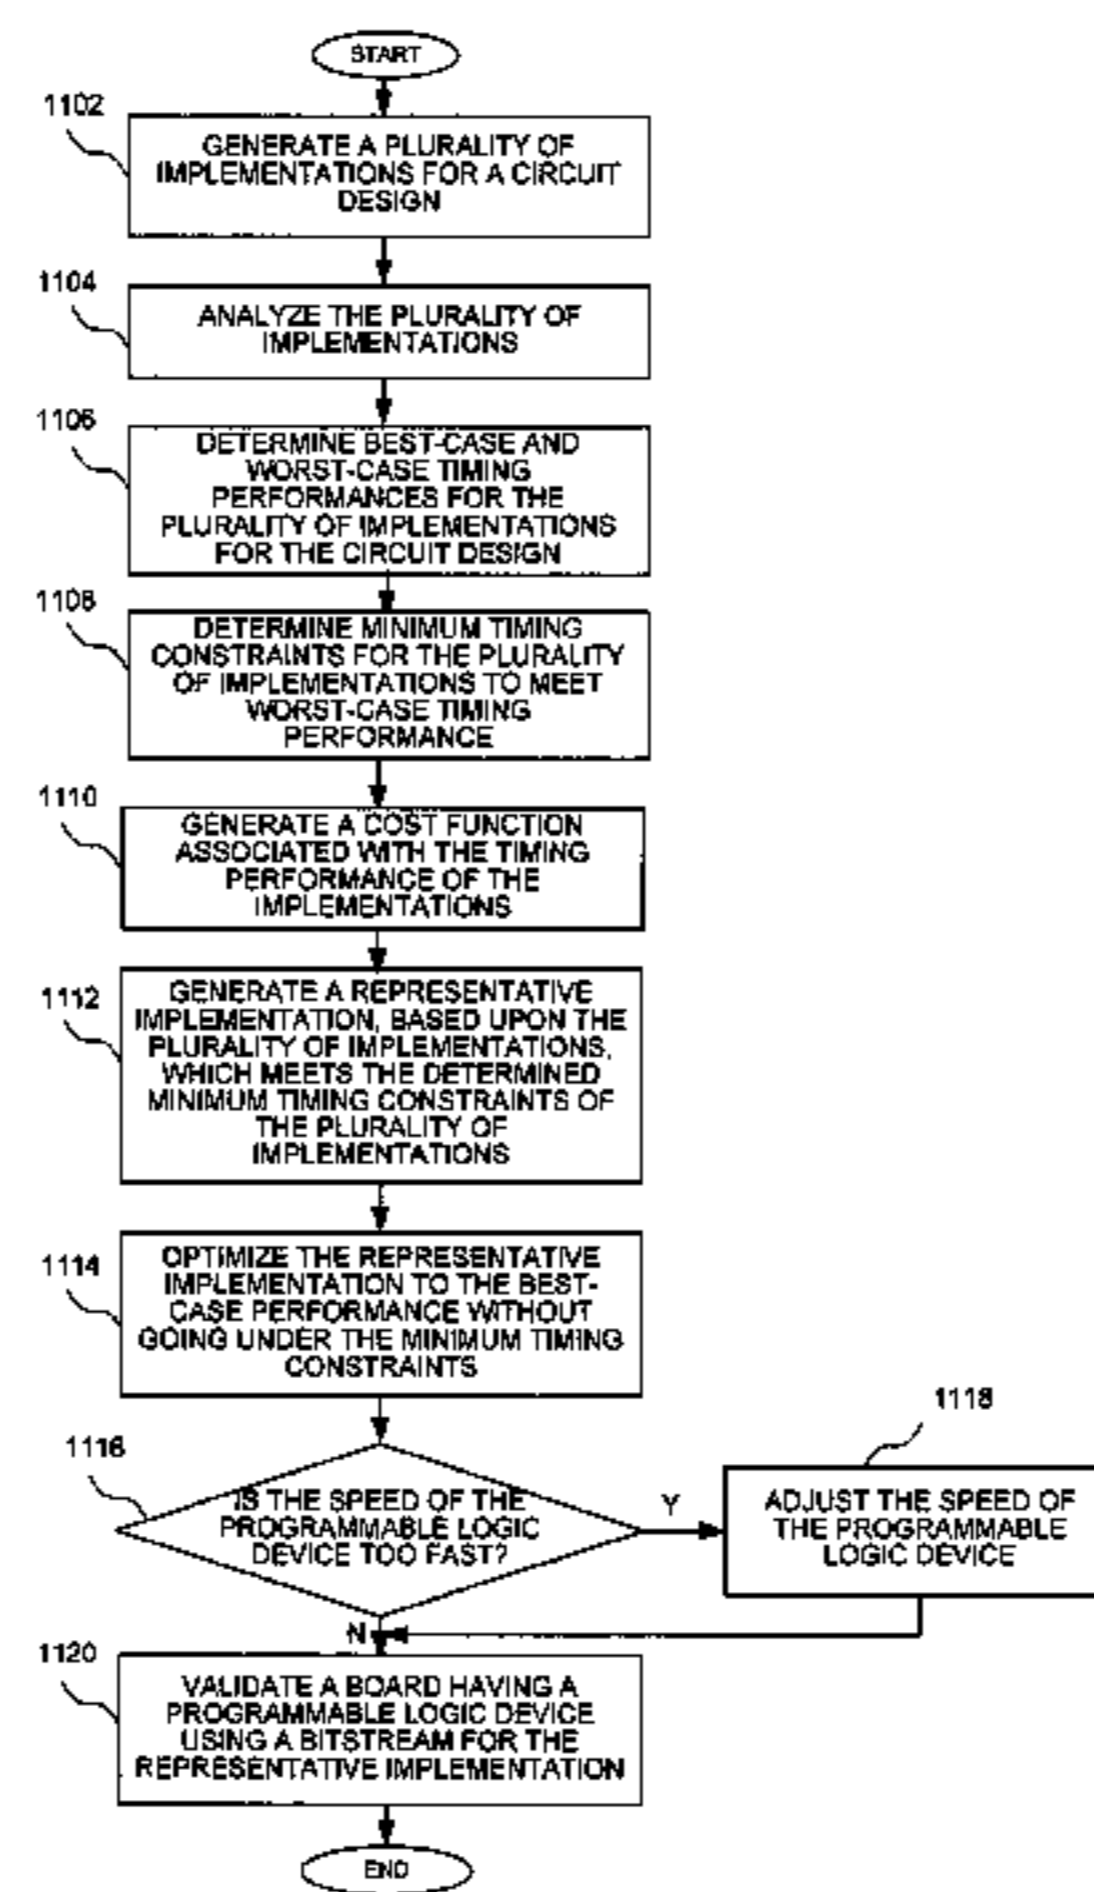 START
1102
GENERATE A PLURALITY OF
IMPLEMENTATIONS FOR A CIRCUIT
DESIGN
1104
ANALYZE THE PLURALITY OF
IMPLEMENTATIONS
1106
DETERMINE BEST-CASE AND
WORST-CASE TIMING
PERFORMANCES FOR THE
PLURALITY OF IMPLEMENTATIONS
FOR THE CIRCUIT DESIGN
1108
DETERMINE MINIMUM TIMING
CONSTRAINTS FOR THE PLURALITY
OF IMPLEMENTATIONS TO MEET
WORST-CASE TIMING
PERFORMANCE
1110
GENERATE A COST FUNCTION
ASSOCIATED WITH THE TIMING
PERFORMANCE OF THE
IMPLEMENTATIONS
1112
GENERATE A REPRESENTATIVE
IMPLEMENTATION, BASED UPON THE
PLURALITY OF IMPLEMENTATIONS,
WHICH MEETS THE DETERMINED
MINIMUM TIMING CONSTRAINTS OF
THE PLURALITY OF
IMPLEMENTATIONS
1114
OPTIMIZE THE REPRESENTATIVE
IMPLEMENTATION TO THE BEST-
CASE PERFORMANCE WITHOUT
GOING UNDER THE MINIMUM TIMING
CONSTRAINTS
1116
IS THE SPEED OF THE
PROGRAMMABLE LOGIC
DEVICE TOO FAST?
Y
1118
ADJUST THE SPEED OF
THE PROGRAMMABLE
LOGIC DEVICE
N
1120
VALIDATE A BOARD HAVING A
PROGRAMMABLE LOGIC DEVICE
USING A BITSTREAM FOR THE
REPRESENTATIVE IMPLEMENTATION
END